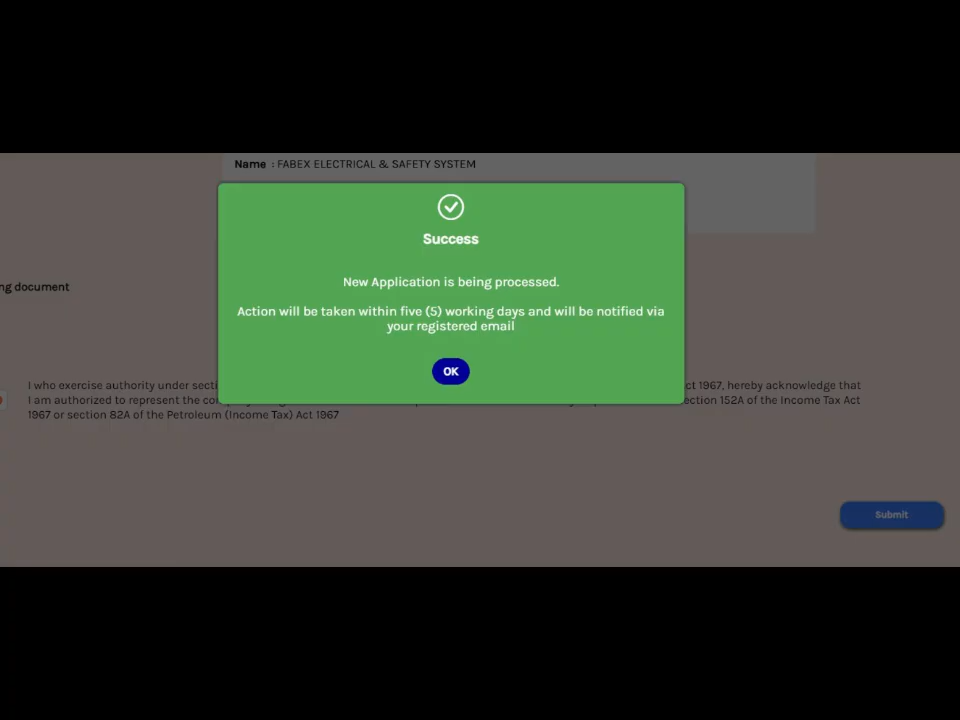 Name : FABEX ELECTRICAL & SAFETY SYSTEM
Success
New Application is being processed.
Action will be taken within five (5) working days and will be notified via
your registered email
OK
ng document
I who exercise authority under secti ct 1967, hereby acknowledge that
I am authorized to represent the ection 152A of the Income Tax Act
1967 or section 82A of the Petroleum (Income Tax) Act 1967
Submit